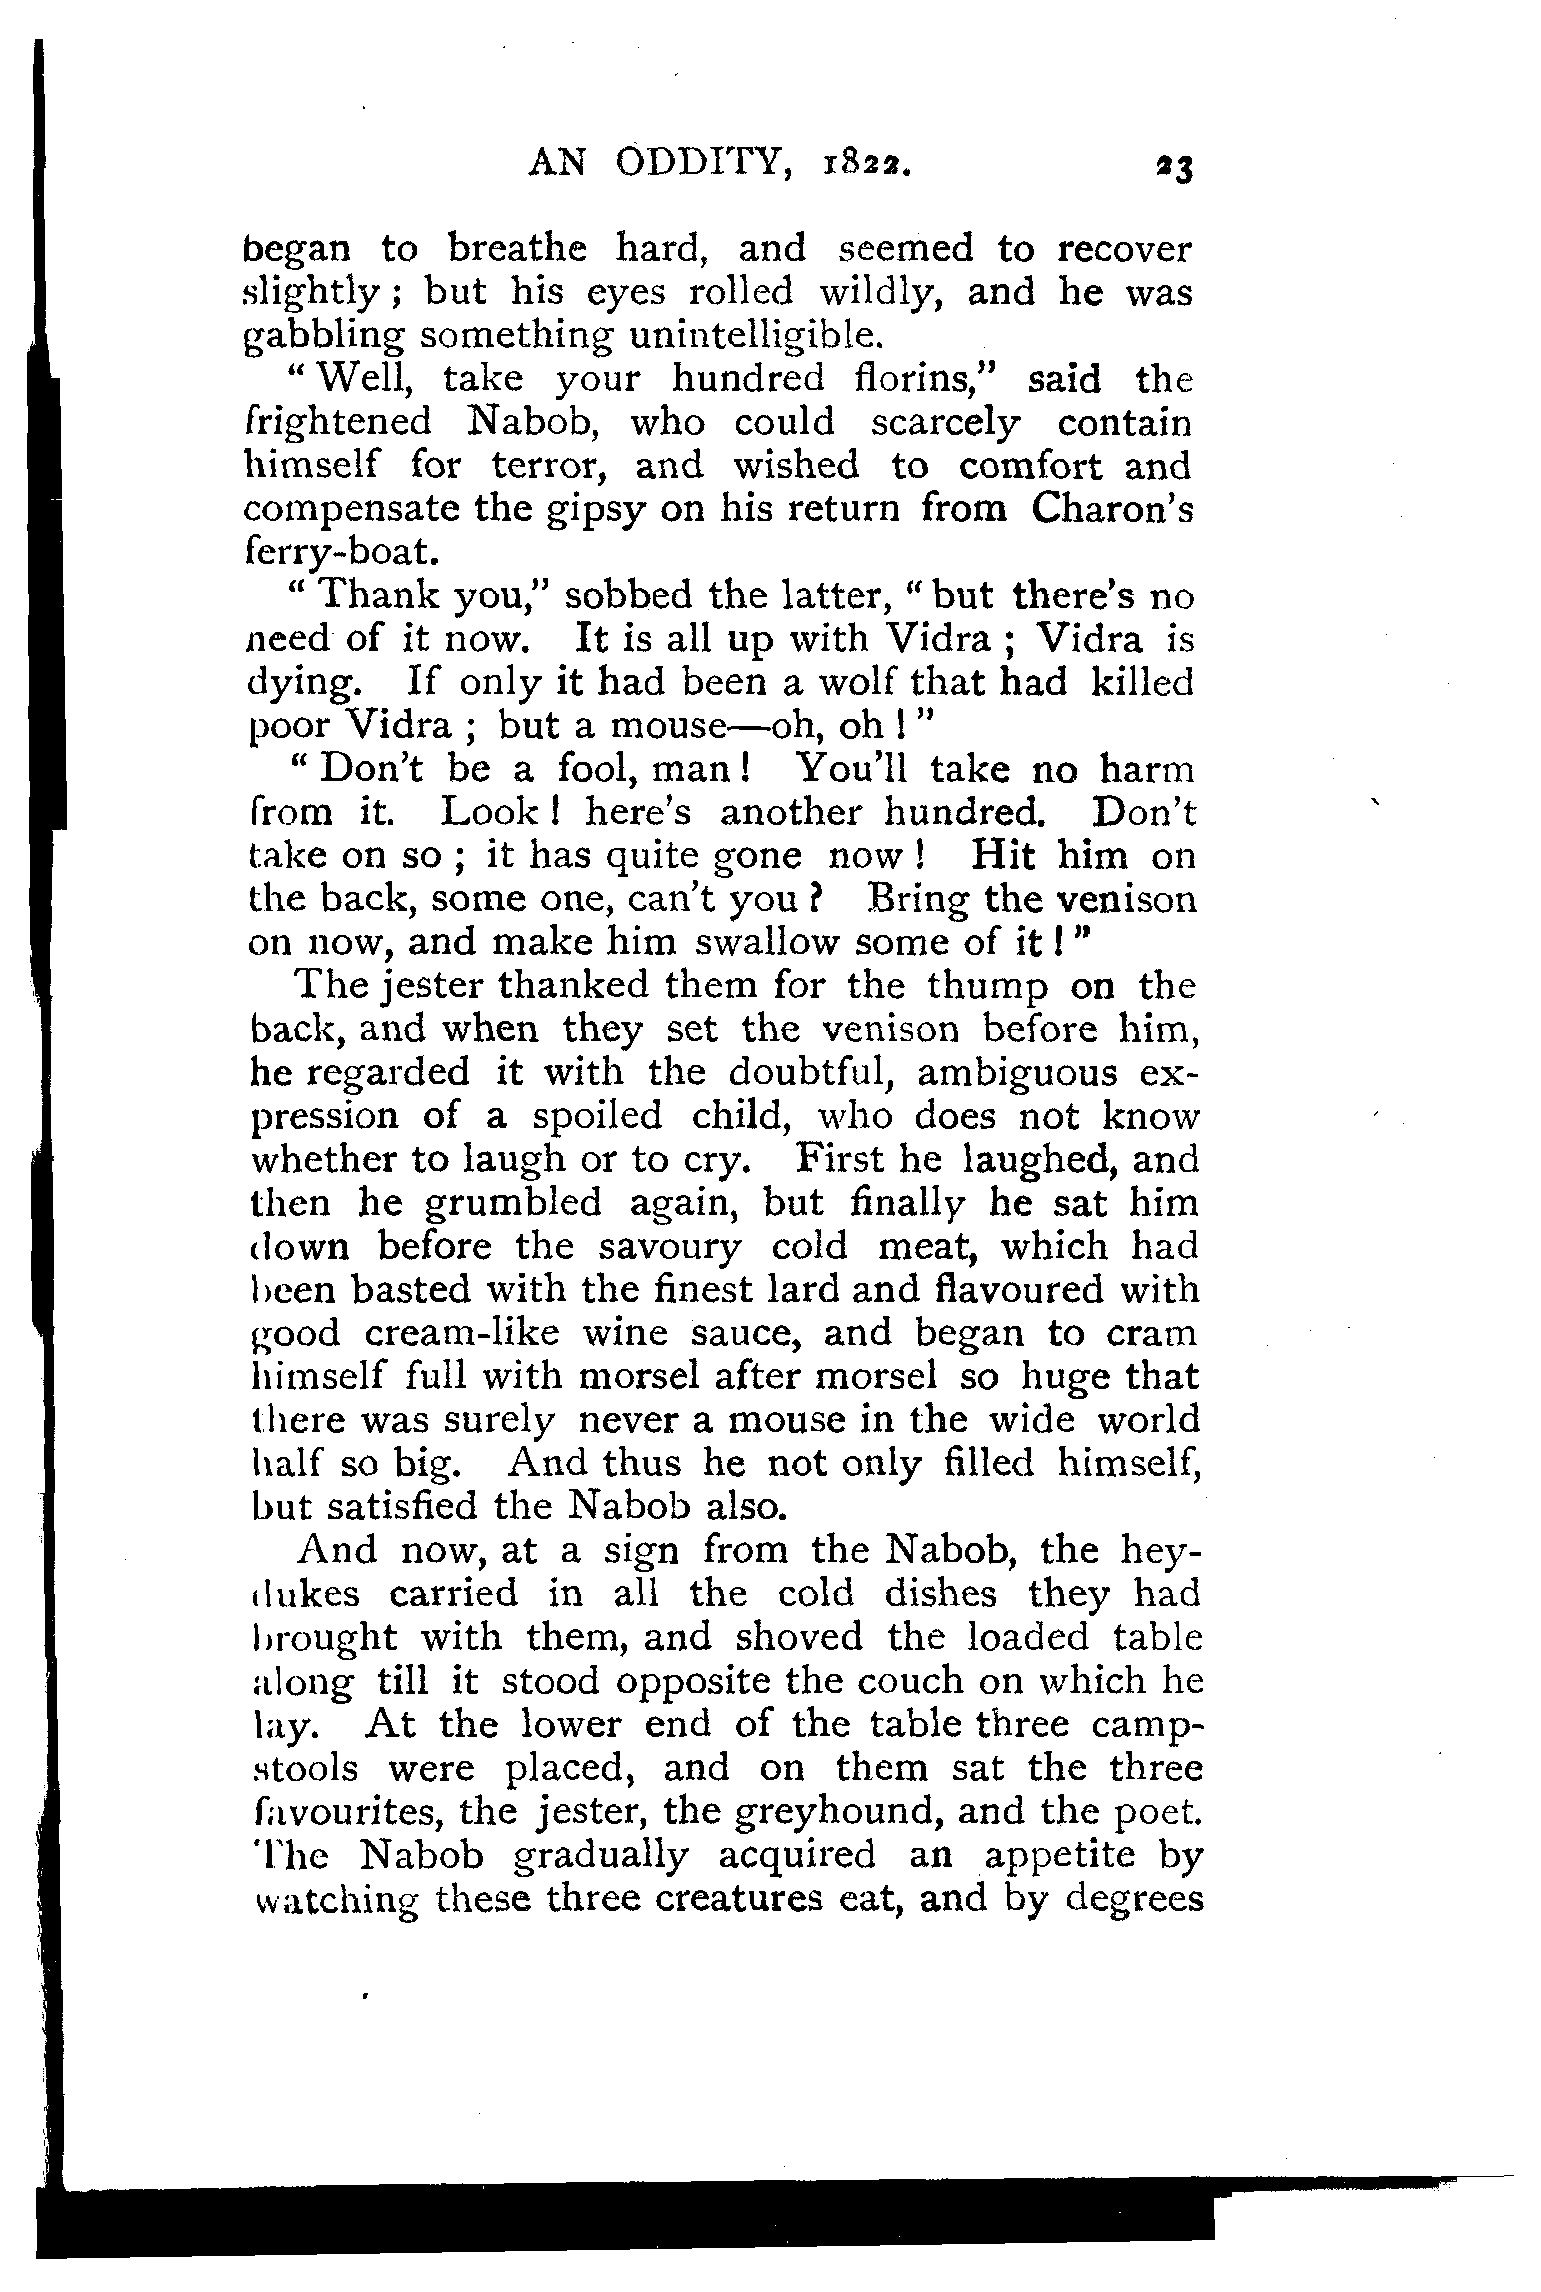 AN ODDITY, 1822. 23
began to breathe hard, and seemed to recover
slightly ; but his eyes rolled wildly, and he was
gabbling something unintelligible.
“ Well, take your hundred florins,” said the
frightened Nabob, who could scarcely contain
himself for terror, and wished to comfort and
compensate the gipsy on his return from Charon’s
ferry-boat.
“ Thank you,” sobbed the latter, “ but there’s no
need of it now. It is all up with Vidra ; Vidra is
dying. If only it had been a wolf that had killed
poor Vidra ; but a mouse—oh, oh ! ”
“ Don’t be a fool, man ! You’ll take no harm
from it. Look ! here’s another hundred. Don’t
take on so ; it has quite gone now ! Hit him on
the back, some one, can’t you ? Bring the venison
on now, and make him swallow some of it ! ”
The jester thanked them for the thump on the
back, and when they set the venison before him,
he regarded it with the doubtful, ambiguous ex-
pression of a spoiled child, who does not know
whether to laugh or to cry. First he laughed, and
then he grumbled again, but finally he sat him
down before the savoury cold meat, which had
been basted with the finest lard and flavoured with
good cream-like wine sauce, and began to cram
himself full with morsel after morsel so huge that
there was surely never a mouse in the wide world
half so big. And thus he not only filled himself,
but satisfied the Nabob also.
And now, at a sign from the Nabob, the hey-
dukes carried in all the cold dishes they had
brought with them, and shoved the loaded table
along till it stood opposite the couch on which he
lay. At the lower end of the table three camp-
stools were placed, and on them sat the three
favourites, the jester, the greyhound, and the poet.
The Nabob gradually acquired an appetite by
watching these three creatures eat, and by degrees